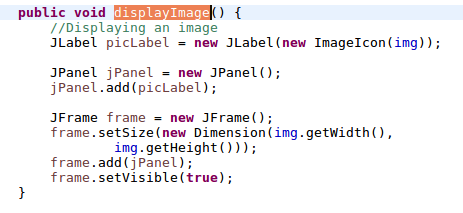 public void displayImage() {
//Displaying an image
JLabel picLabel = new JLabel(new ImageIcon(img));
JPanel jPanel = new JPanel();
jPanel.add(picLabel);
JFrame frame = new JFrame();
frame.setSize(new Dimension(img.getWidth(),
img.getHeight()));
frame.add(jPanel);
frame.setVisible(true);
}